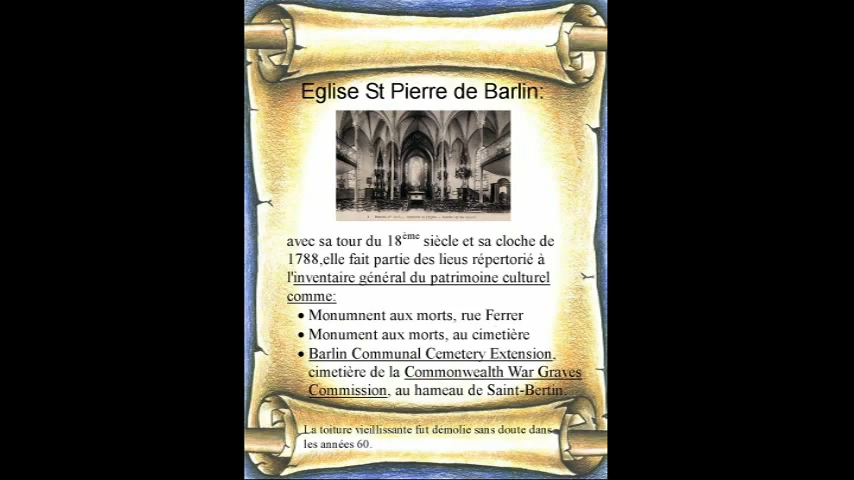 Eglise St Pierre de Barlin:
avec sa tour du 18ème siècle et sa cloche de
1788,elle fait partie des lieus répertorié à
l'inventaire général du patrimoine culturel
comme:
• Monumnent aux morts, rue Ferrer
• Monument aux morts, au cimetière
• Barlin Communal Cemetery Extension,
cimetière de la Commonwealth War Graves
Commission, au hameau de Saint-Bertin.
La toiture vieillissante fut démolie sans doute dans
les années 60.